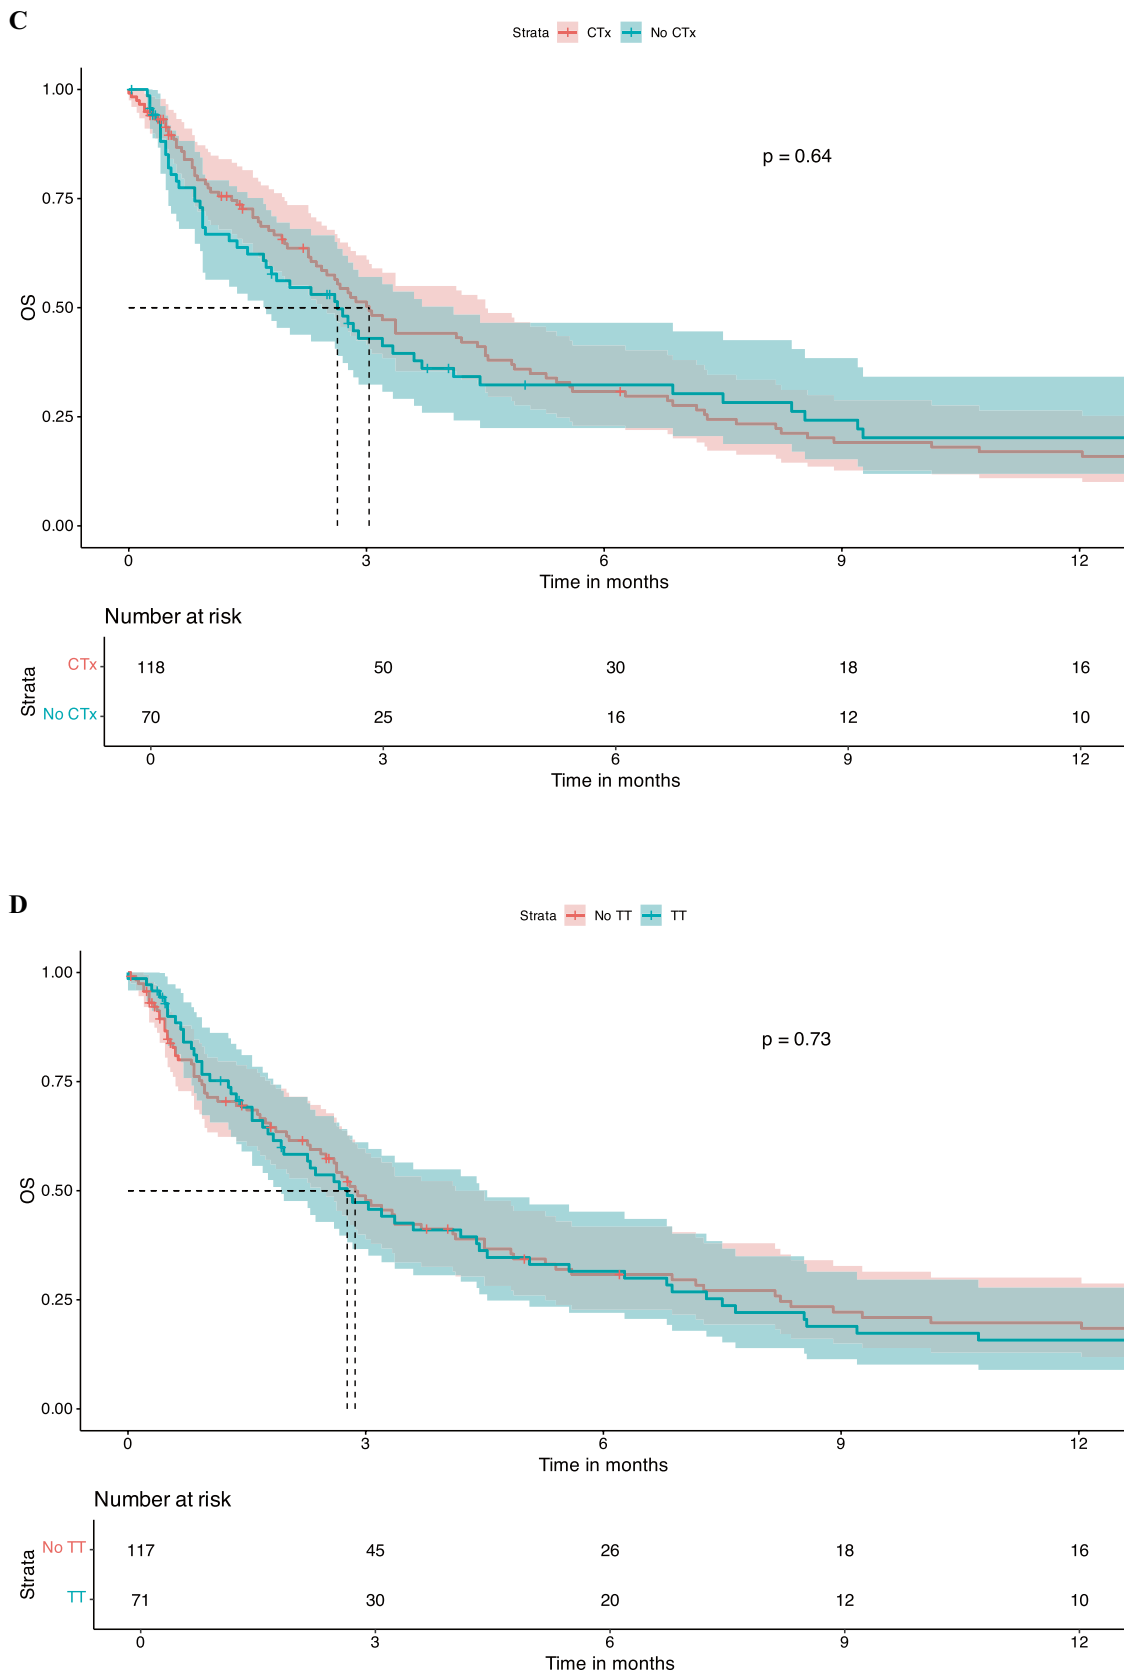 C
Strata CTx No CTx
1.00
p = 0.64
0.75
0.50
OS
0.25
0.00
0 3 6 9 12
Time in months
Number at risk
Strata
CTx 118 50 30 18 16
No CTx 70 25 16 12 10
0 3 6 9 12
Time in months
D
Strata No TT TT
1.00
p = 0.73
0.75
0.50
OS
0.25
0.00
0 3 6 9 12
Time in months
Number at risk
Strata
No TT 117 45 26 18 16
TT 71 30 20 12 10
0 3 6 9 12
Time in months